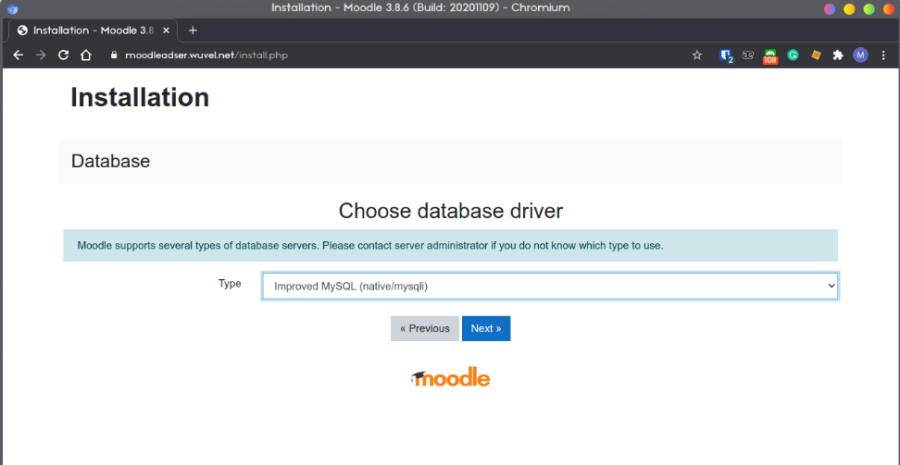 Installation - Moodle 3.8.6 (Build: 20201109) - Chromium
Installation - Moodle 3.8
moodleadser.wuvel.net/install.php
2
108
M
Installation
Database
Choose database driver
Moodle supports several types of database servers. Please contact server administrator if you do not know which type to use.
Type
Improved MySQL (native/mysqli)
« Previous
Next »
moodle